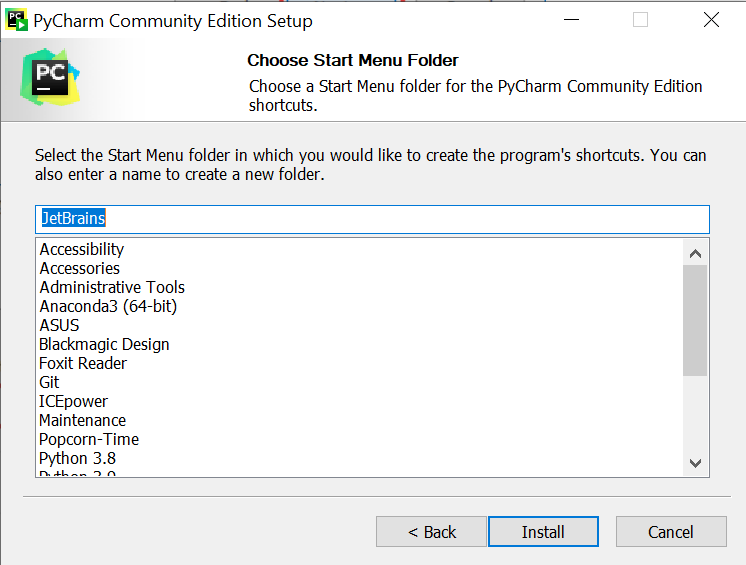 PyCharm Community Edition Setup
PC
Choose Start Menu Folder
Choose a Start Menu folder for the PyCharm Community Edition
shortcuts.
Select the Start Menu folder in which you would like to create the program's shortcuts. You can
also enter a name to create a new folder.
JetBrains
Accessibility
Accessories
Administrative Tools
Anaconda3 (64-bit)
ASUS
Blackmagic Design
Foxit Reader
Git
ICEpower
Maintenance
Popcorn-Time
Python 3.8
Python 3.9
< Back
Install
Cancel